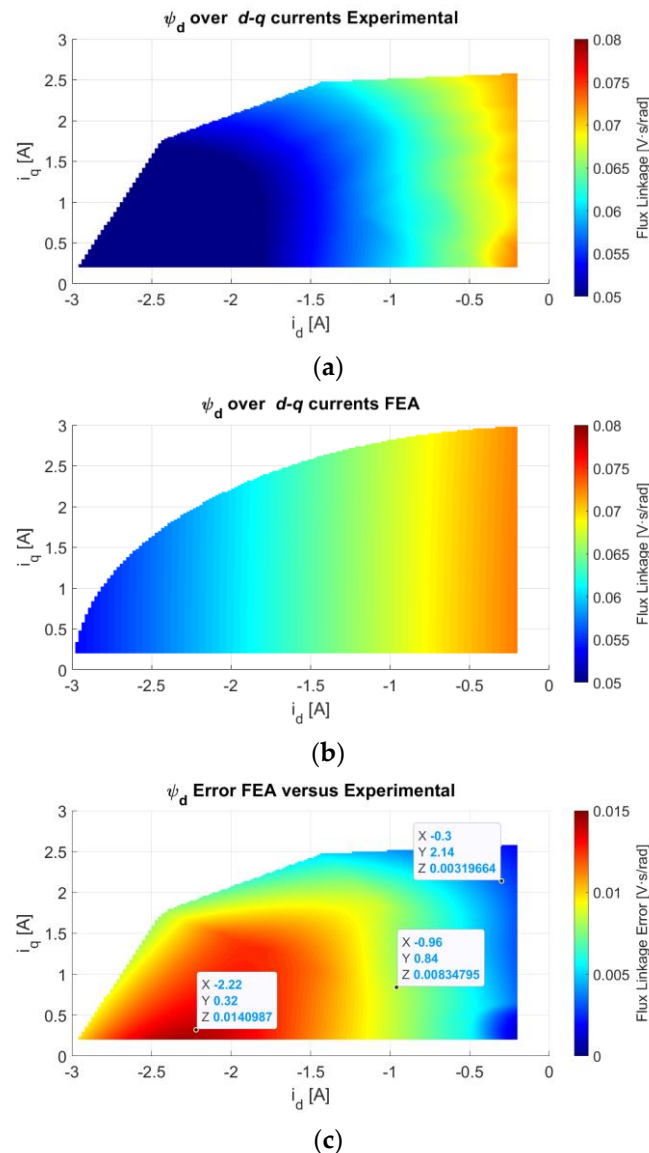 ψd over d-q currents Experimental
3
2.5
2
1.5
1
0.5
0
iq [A]
-3 -2.5 -2 -1.5 -1 -0.5 0
id [A]
0.08
0.075
0.07
0.065
0.06
0.055
0.05
Flux Linkage [V·s/rad]
(a)
ψd over d-q currents FEA
3
2.5
2
1.5
1
0.5
0
iq [A]
-3 -2.5 -2 -1.5 -1 -0.5 0
id [A]
0.08
0.075
0.07
0.065
0.06
0.055
0.05
Flux Linkage [V·s/rad]
(b)
ψd Error FEA versus Experimental
3
2.5
2
1.5
1
0.5
0
iq [A]
X -0.3
Y 2.14
Z 0.00319664
X -0.96
Y 0.84
Z 0.00834795
X -2.22
Y 0.32
Z 0.0140987
-3 -2.5 -2 -1.5 -1 -0.5 0
id [A]
0.015
0.01
0.005
0
Flux Linkage Error [V·s/rad]
(c)